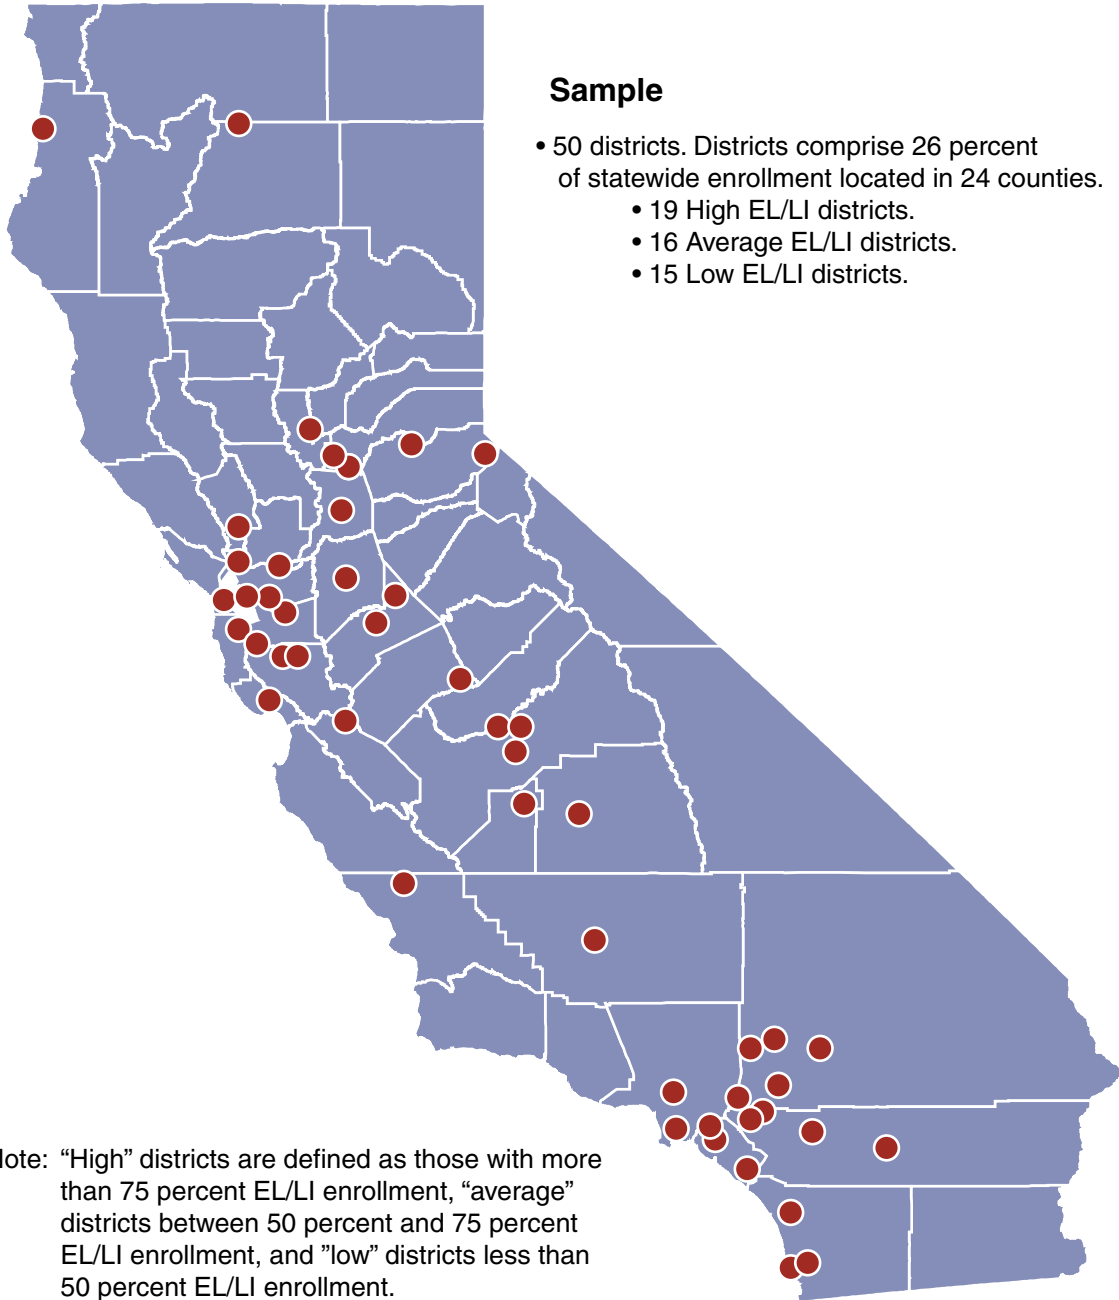 Sample
• 50 districts. Districts comprise 26 percent
of statewide enrollment located in 24 counties.
• 19 High EL/LI districts.
• 16 Average EL/LI districts.
• 15 Low EL/LI districts.
lote: “High” districts are defined as those with more
than 75 percent EL/LI enrollment, “average”
districts between 50 percent and 75 percent
EL/LI enrollment, and ”low” districts less than
50 percent EL/LI enrollment.